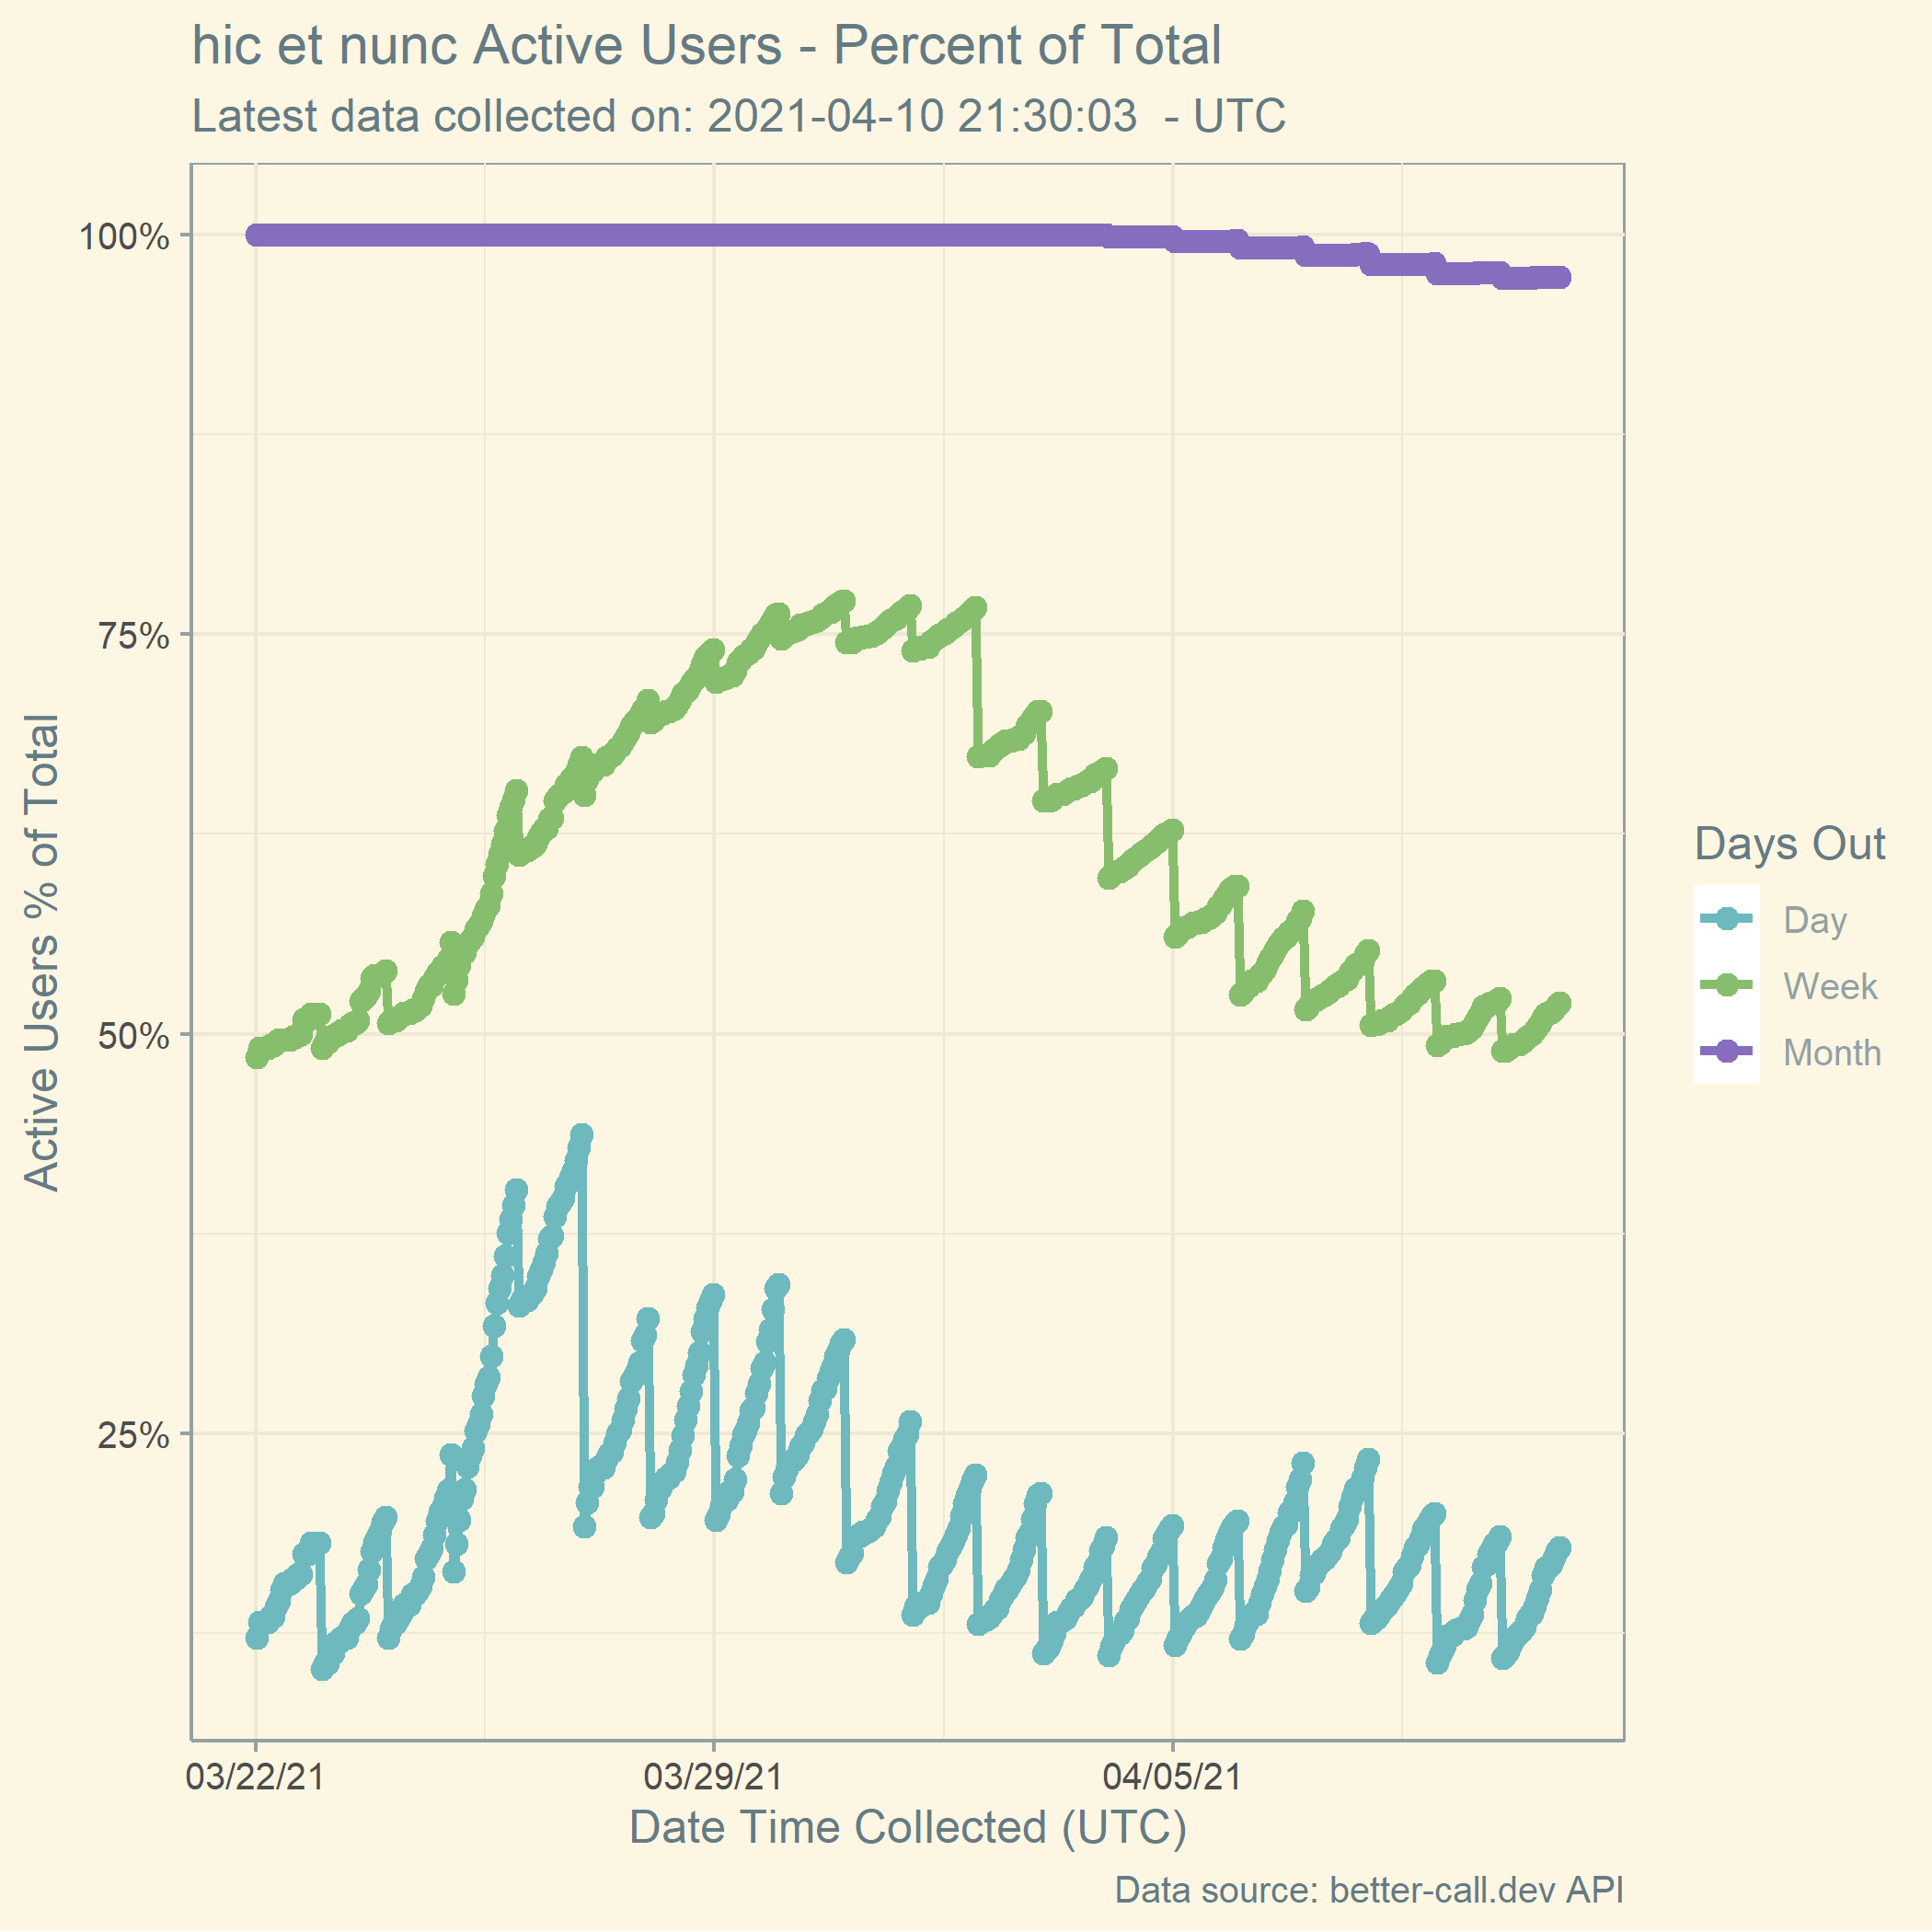 hic et nunc Active Users - Percent of Total
Latest data collected on: 2021-04-10 21:30:03  - UTC
Active Users % of Total
100%
75%
50%
25%
03/22/21
03/29/21
04/05/21
Date Time Collected (UTC)
Days Out
Day
Week
Month
Data source: better-call.dev API